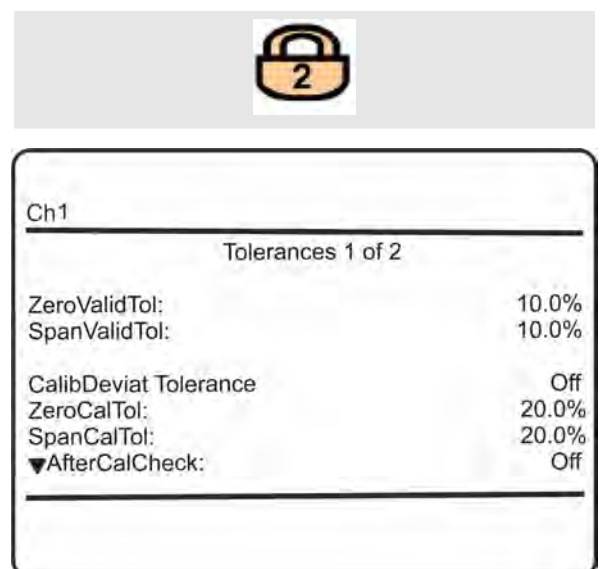 2
Ch1
Tolerances 1 of 2
ZeroValidTol: 10.0%
SpanValidTol: 10.0%
CalibDeviat Tolerance Off
ZeroCalTol: 20.0%
SpanCalTol: 20.0%
▼AfterCalCheck: Off